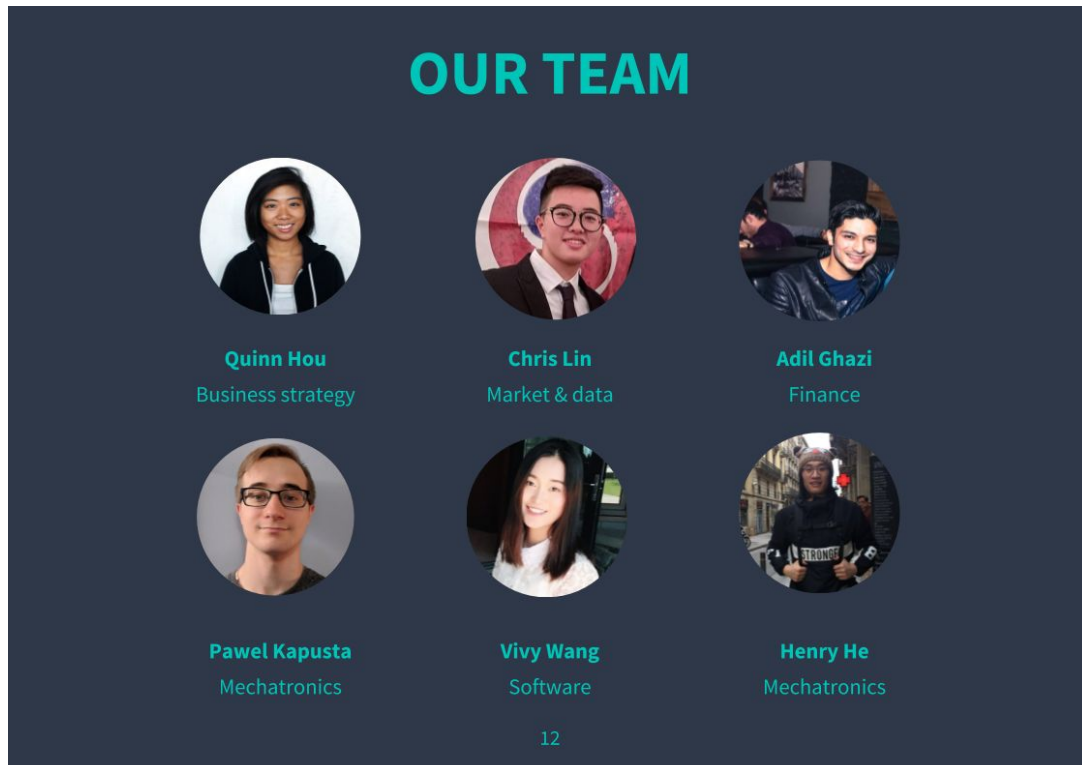 OUR TEAM
Quinn Hou
Business strategy
Chris Lin
Market & data
Adil Ghazi
Finance
STRONGE
Pawel Kapusta
Mechatronics
Vivy Wang
Software
Henry He
Mechatronics
12